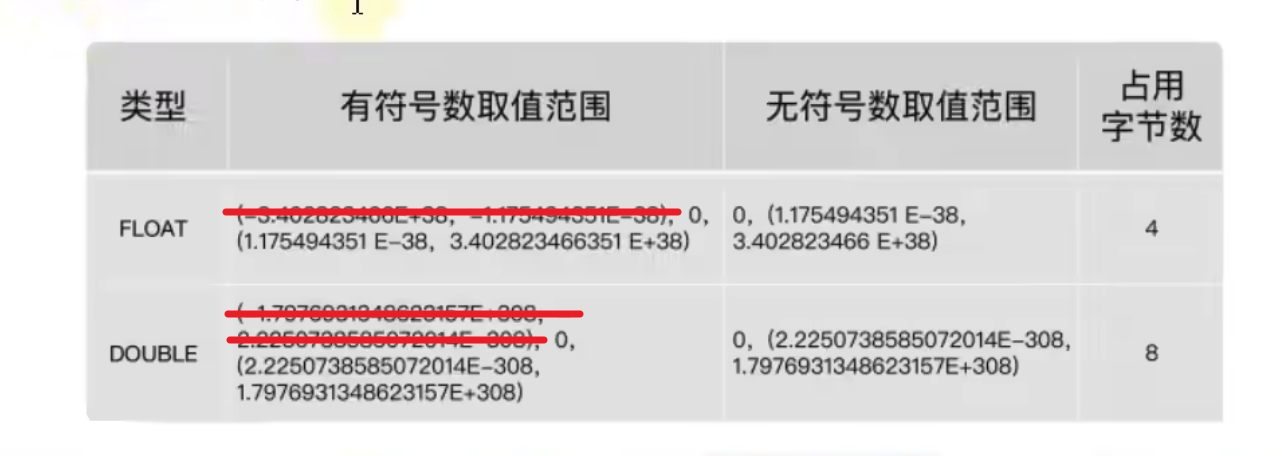 类型 有符号数取值范围 无符号数取值范围 占用
字节数
FLOAT
(−3.402823466E+38, −1.175494351E−38), 0,
(1.175494351 E−38, 3.402823466351 E+38)
0, (1.175494351 E−38,
3.402823466 E+38)
4
DOUBLE
(−1.7976931348623157E+308,
2.2250738585072014E−308), 0,
(2.2250738585072014E−308,
1.7976931348623157E+308)
0, (2.2250738585072014E−308,
1.7976931348623157E+308)
8